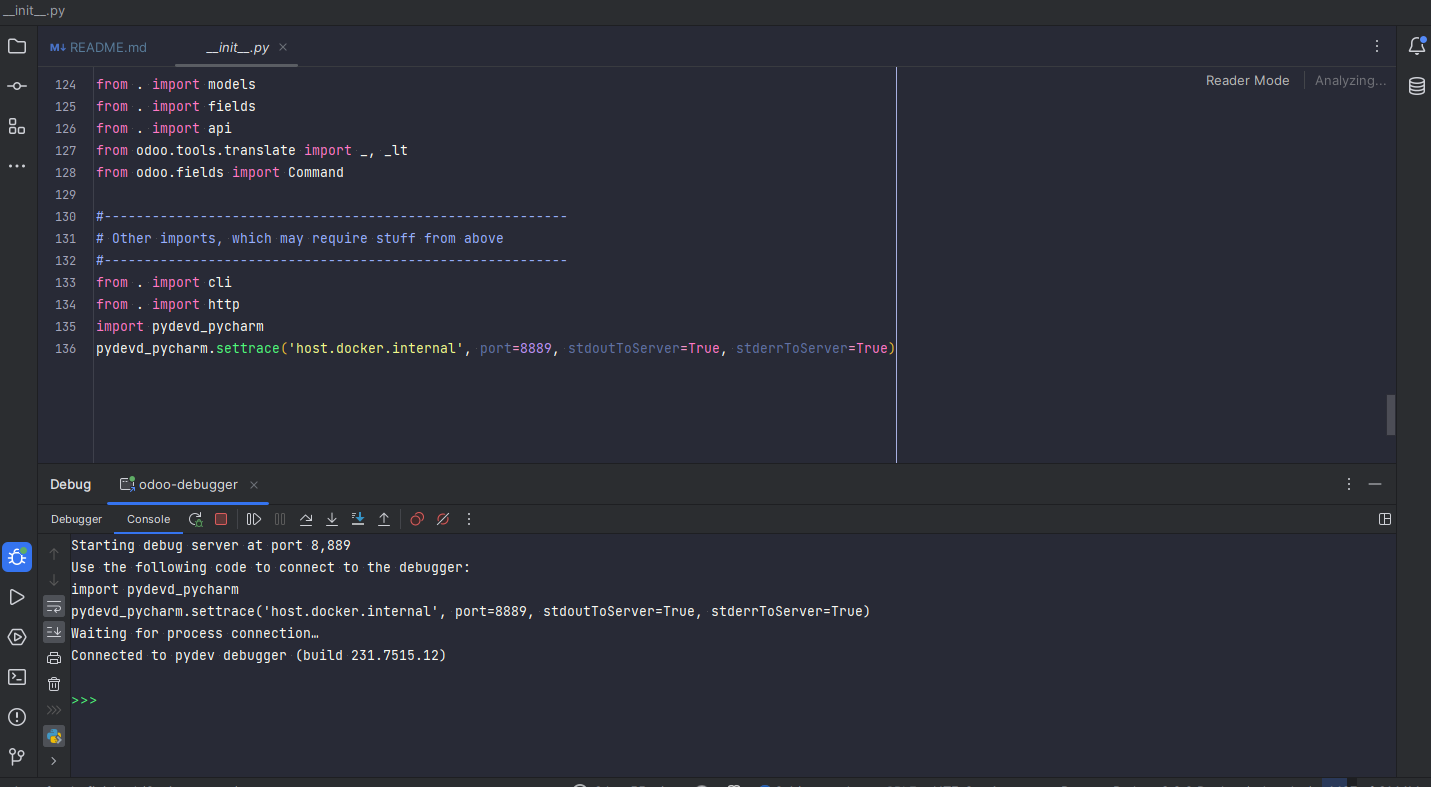 __init__.py
M↓ README.md
__init__.py
Reader Mode
Analyzing...
124 from . import models
125 from . import fields
126 from . import api
127 from odoo.tools.translate import _, _lt
128 from odoo.fields import Command
129
130 #----------------------------------------------------------
131 # Other imports, which may require stuff from above
132 #----------------------------------------------------------
133 from . import cli
134 from . import http
135 import pydevd_pycharm
136 pydevd_pycharm.settrace('host.docker.internal', port=8889, stdoutToServer=True, stderrToServer=True)
Debug odoo-debugger
Debugger Console
Starting debug server at port 8,889
Use the following code to connect to the debugger:
import pydevd_pycharm
pydevd_pycharm.settrace('host.docker.internal', port=8889, stdoutToServer=True, stderrToServer=True)
Waiting for process connection…
Connected to pydev debugger (build 231.7515.12)
>>>